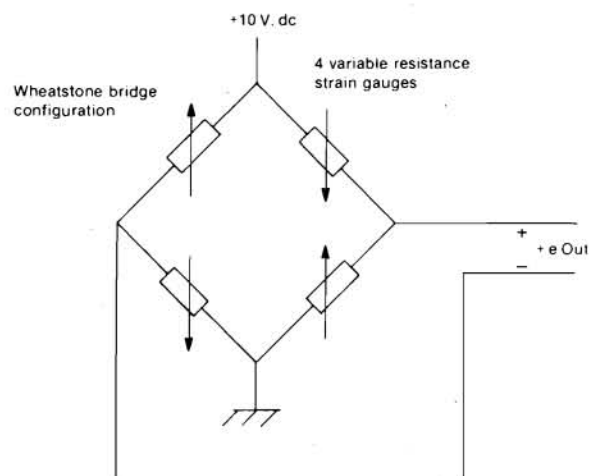 +10 V. dc
Wheatstone bridge
configuration
4 variable resistance
strain gauges
+
+ e Out
−